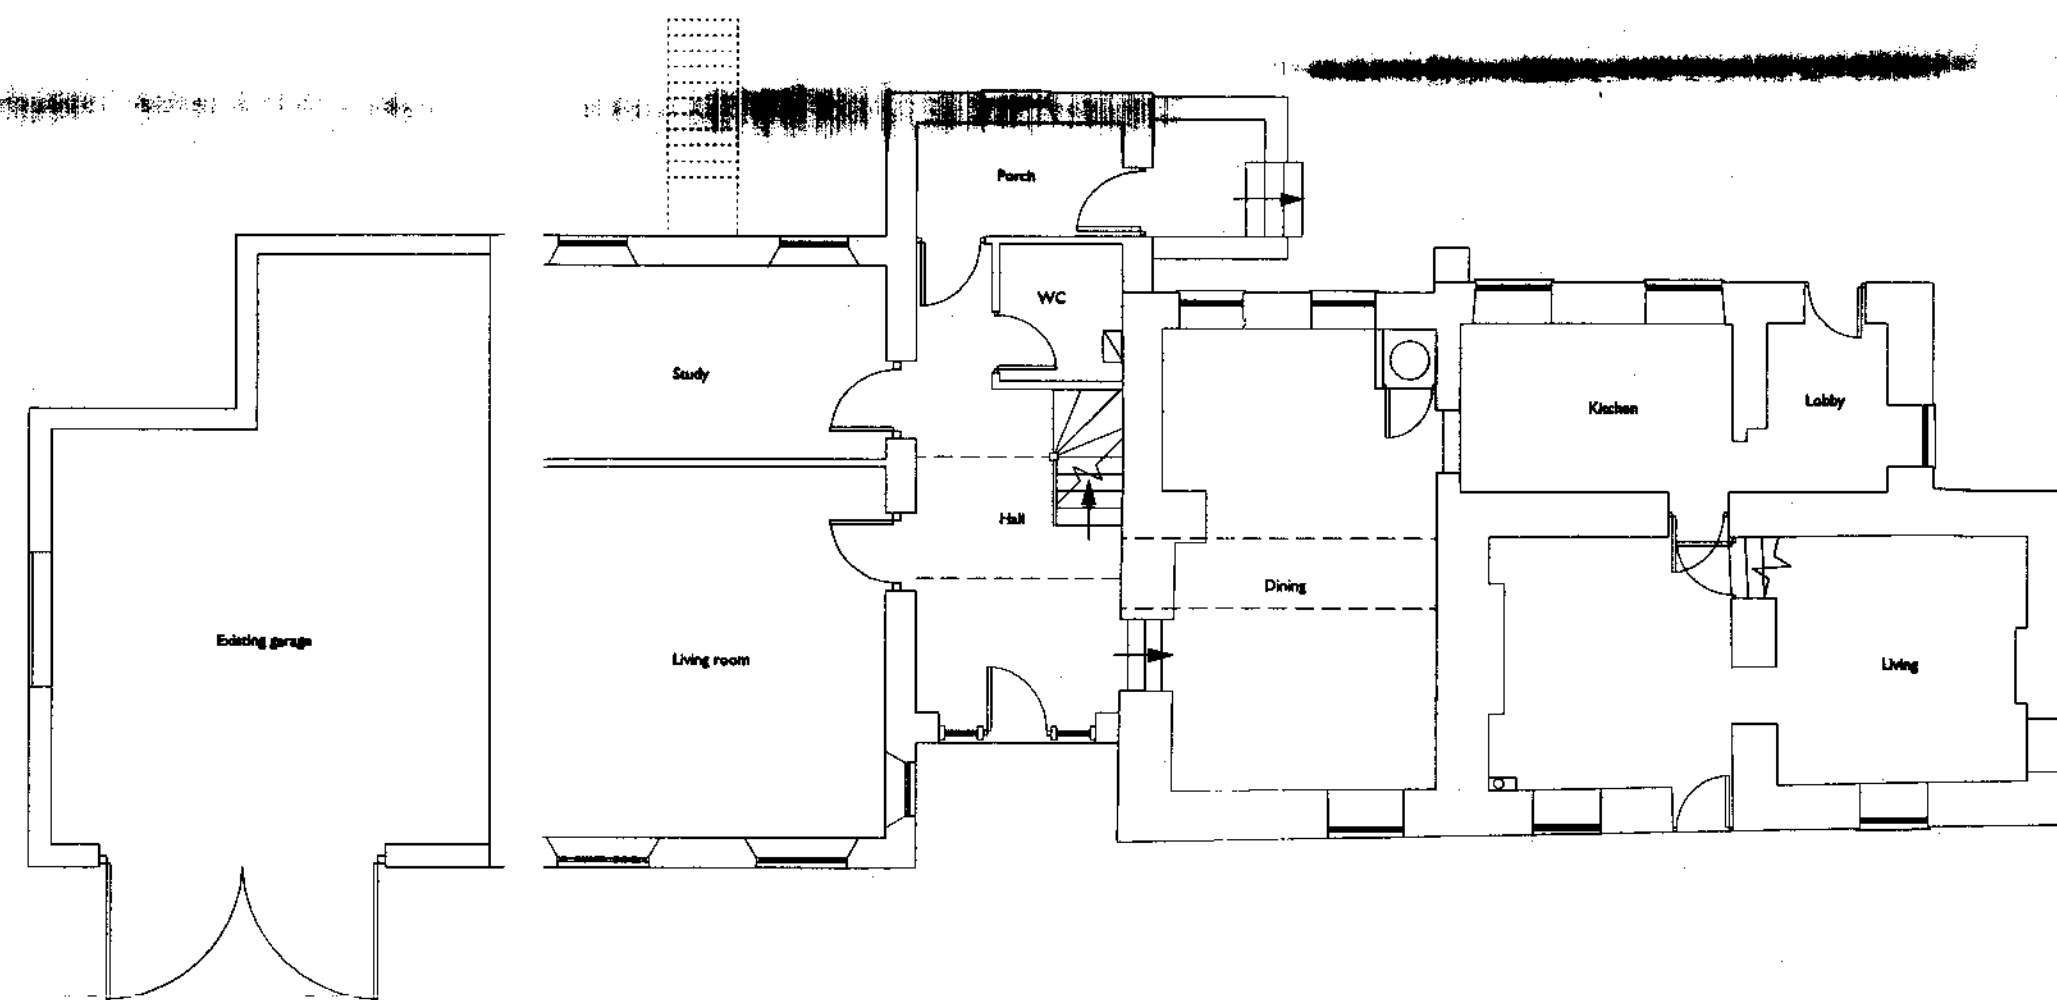 Porch
WC
Study
Kitchen
Lobby
Hall
Dining
Existing garage
Living room
Living